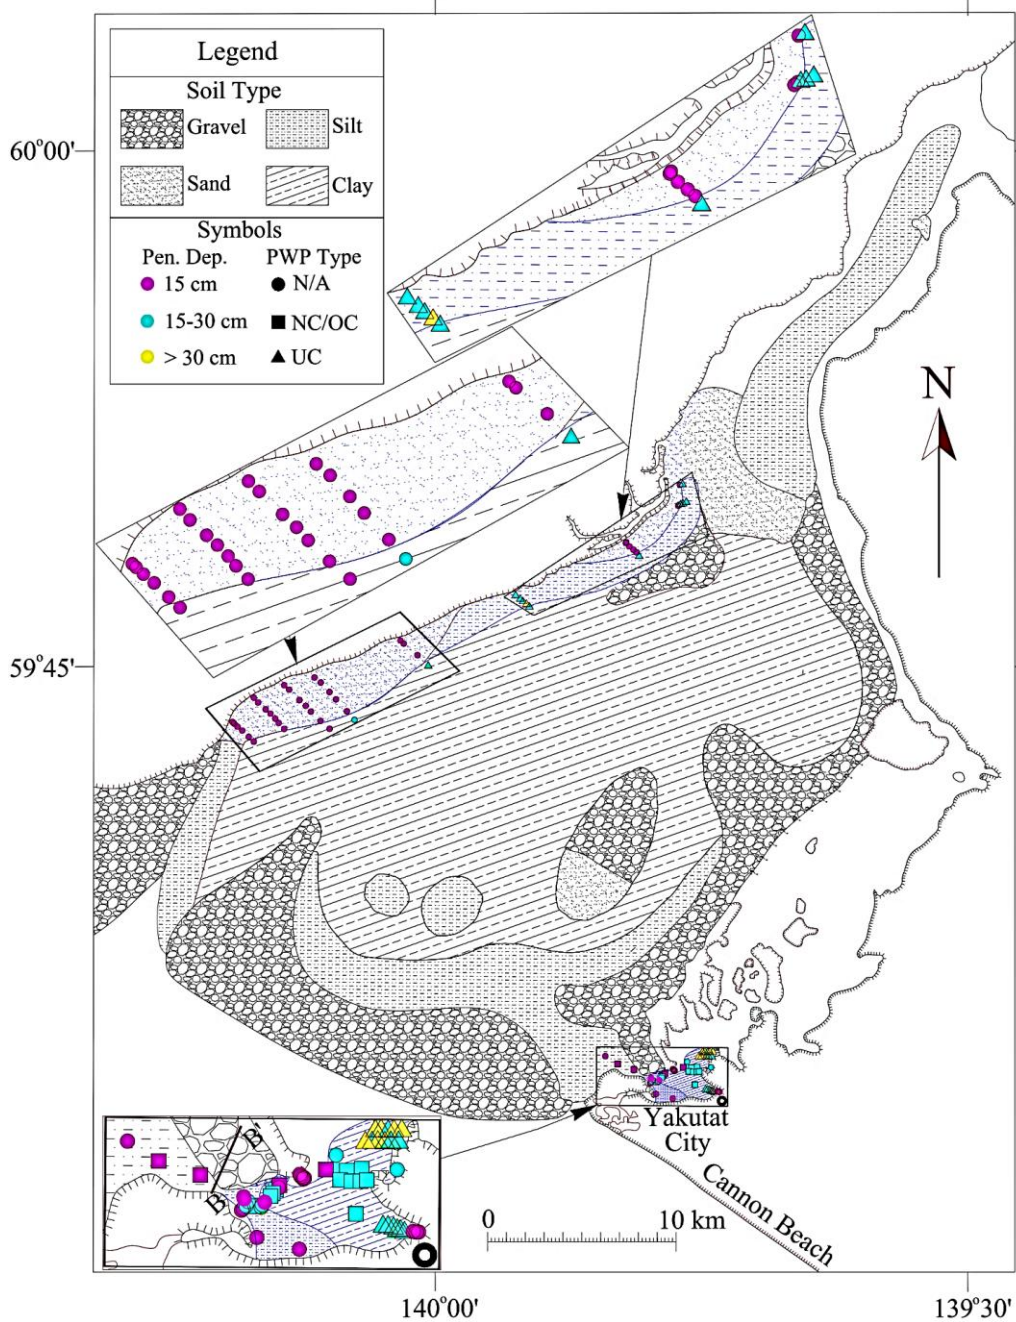 Legend
Soil Type
Gravel Silt
Sand Clay
Symbols
Pen. Dep. PWP Type
15 cm N/A
15-30 cm NC/OC
> 30 cm UC
60°00'
N
59°45'
Yakutat
City
Cannon Beach
B'
B
0 10 km
140°00' 139°30'